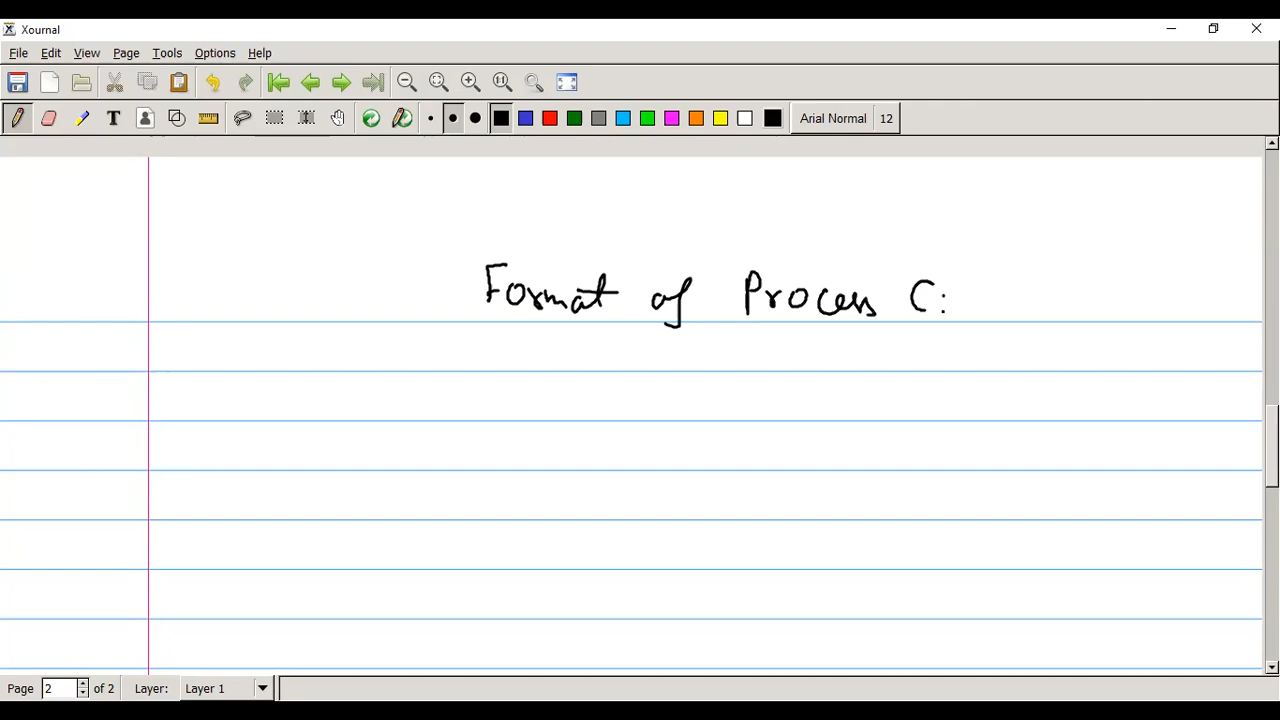 Xournal
File Edit View Page Tools Options Help
Arial Normal 12
Format of Process C:
Page 2 of 2 Layer: Layer 1